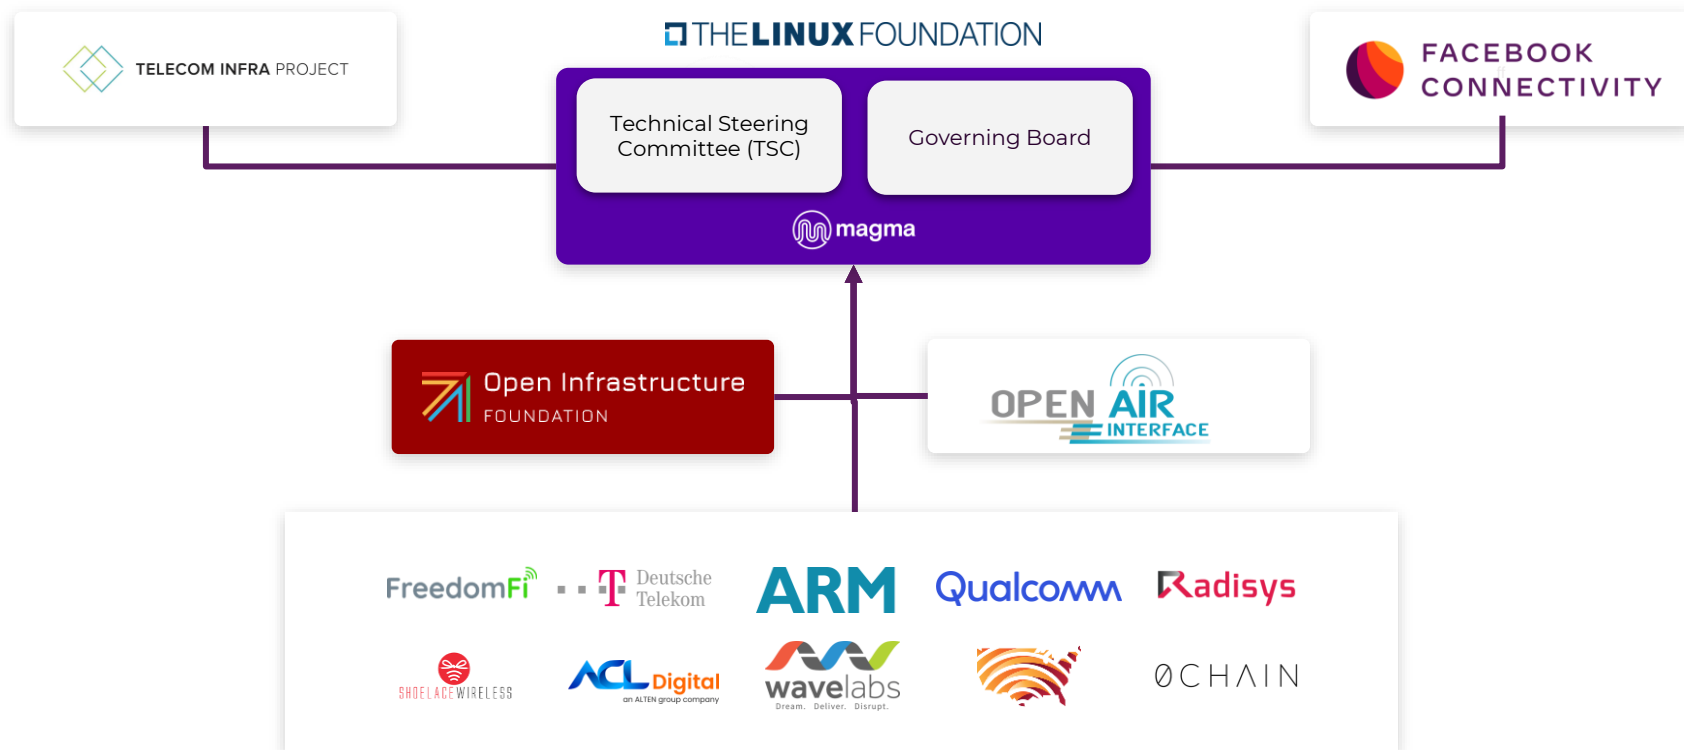 TELECOM INFRA PROJECT
THE LINUX FOUNDATION
FACEBOOK
CONNECTIVITY
Technical Steering
Committee (TSC)
Governing Board
magma
Open Infrastructure
FOUNDATION
OPEN AIR
INTERFACE
FreedomFi
Deutsche
Telekom
T
ARM
Qualcomm
Radisys
SHOELACEWIRELESS
ACL Digital
an ALTEN group company
wavelabs
Dream. Deliver. Disrupt.
0CHAIN